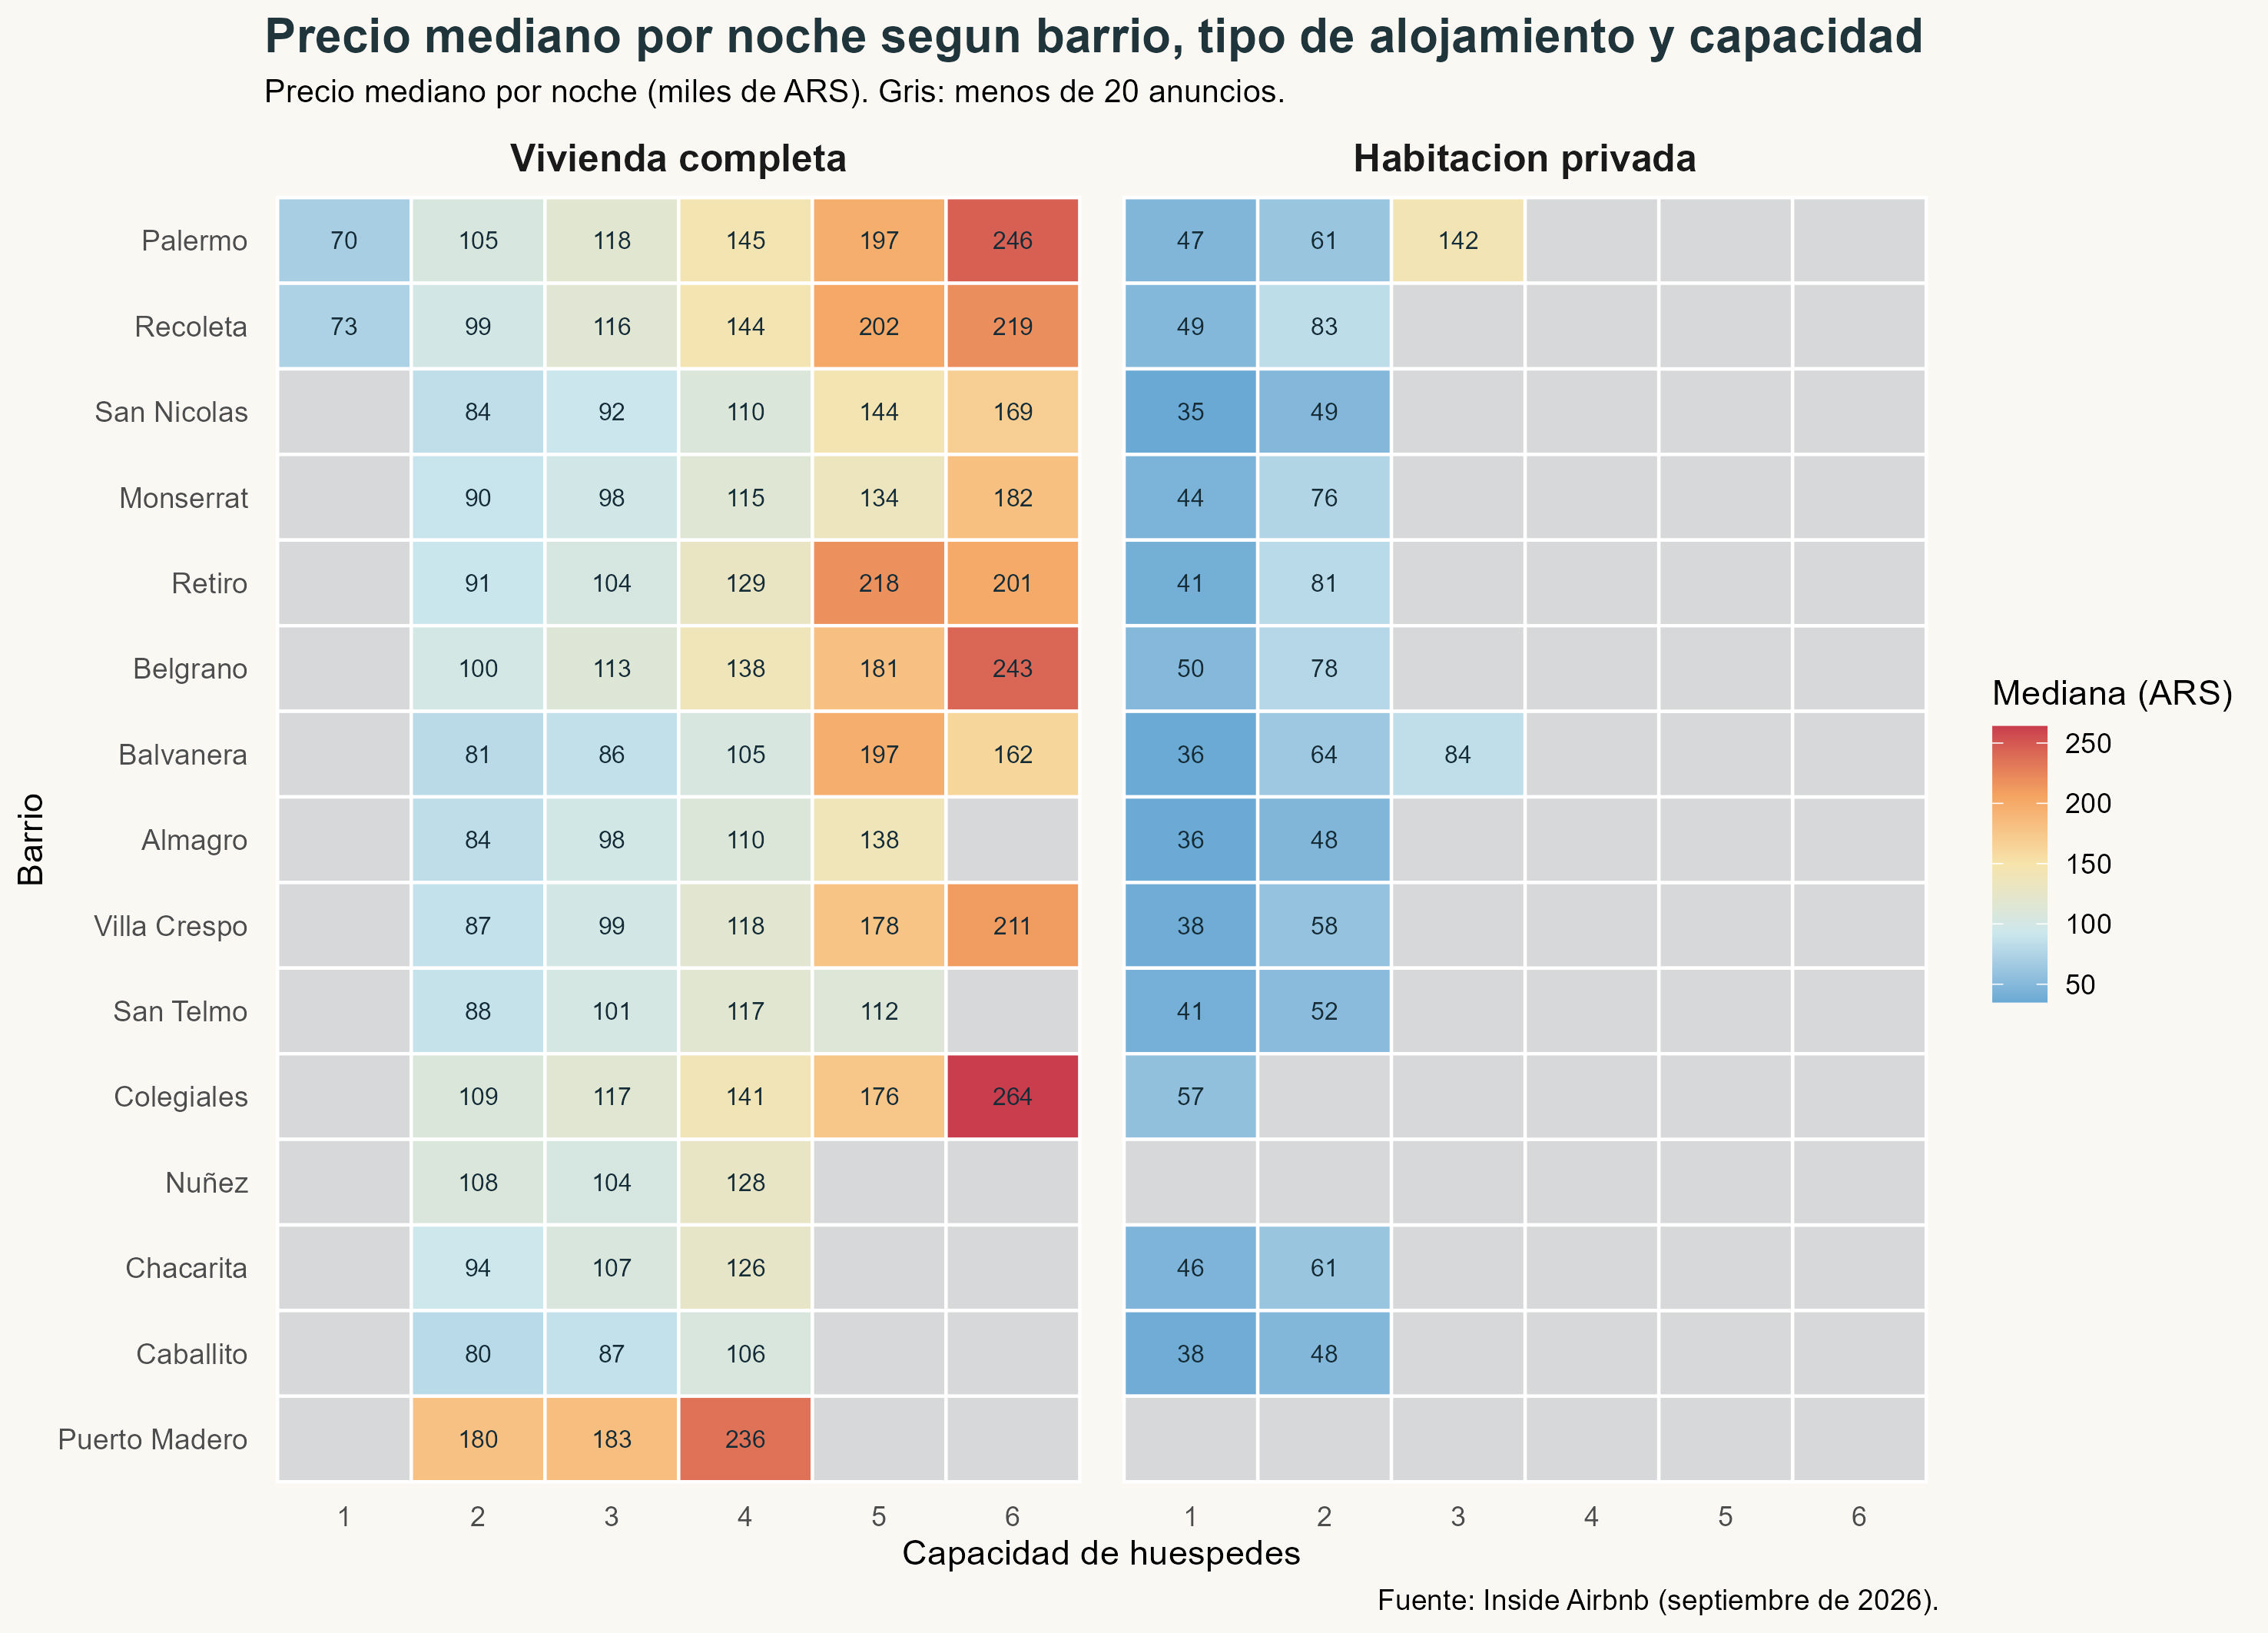 Precio mediano por noche segun barrio, tipo de alojamiento y capacidad
Precio mediano por noche (miles de ARS). Gris: menos de 20 anuncios.
Vivienda completa
Habitacion privada
Barrio
Palermo 70 105 118 145 197 246 47 61 142
Recoleta 73 99 116 144 202 219 49 83
San Nicolas 84 92 110 144 169 35 49
Monserrat 90 98 115 134 182 44 76
Retiro 91 104 129 218 201 41 81
Belgrano 100 113 138 181 243 50 78
Balvanera 81 86 105 197 162 36 64 84
Almagro 84 98 110 138 36 48
Villa Crespo 87 99 118 178 211 38 58
San Telmo 88 101 117 112 41 52
Colegiales 109 117 141 176 264 57
Nuñez 108 104 128
Chacarita 94 107 126 46 61
Caballito 80 87 106 38 48
Puerto Madero 180 183 236
1 2 3 4 5 6 1 2 3 4 5 6
Capacidad de huespedes
Mediana (ARS)
250
200
150
100
50
Fuente: Inside Airbnb (septiembre de 2026).